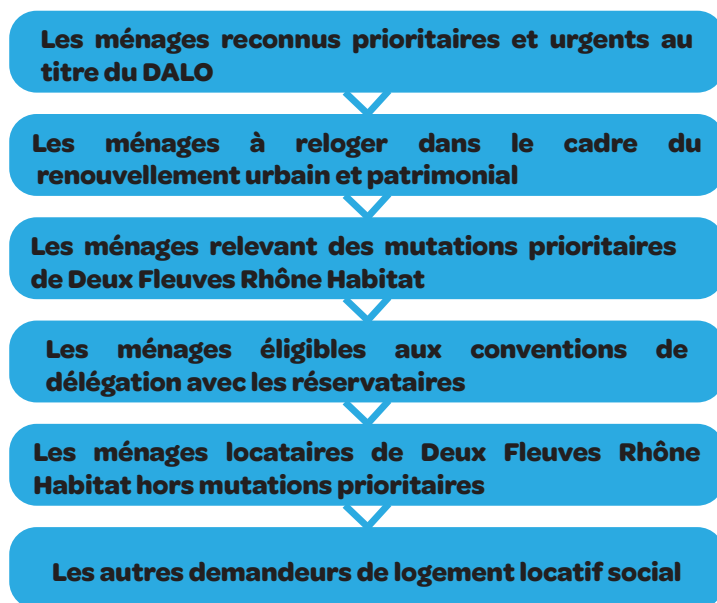 Les ménages reconnus prioritaires et urgents au
titre du DALO
Les ménages à reloger dans le cadre du
renouvellement urbain et patrimonial
Les ménages relevant des mutations prioritaires
de Deux Fleuves Rhône Habitat
Les ménages éligibles aux conventions de
délégation avec les réservataires
Les ménages locataires de Deux Fleuves Rhône
Habitat hors mutations prioritaires
Les autres demandeurs de logement locatif social